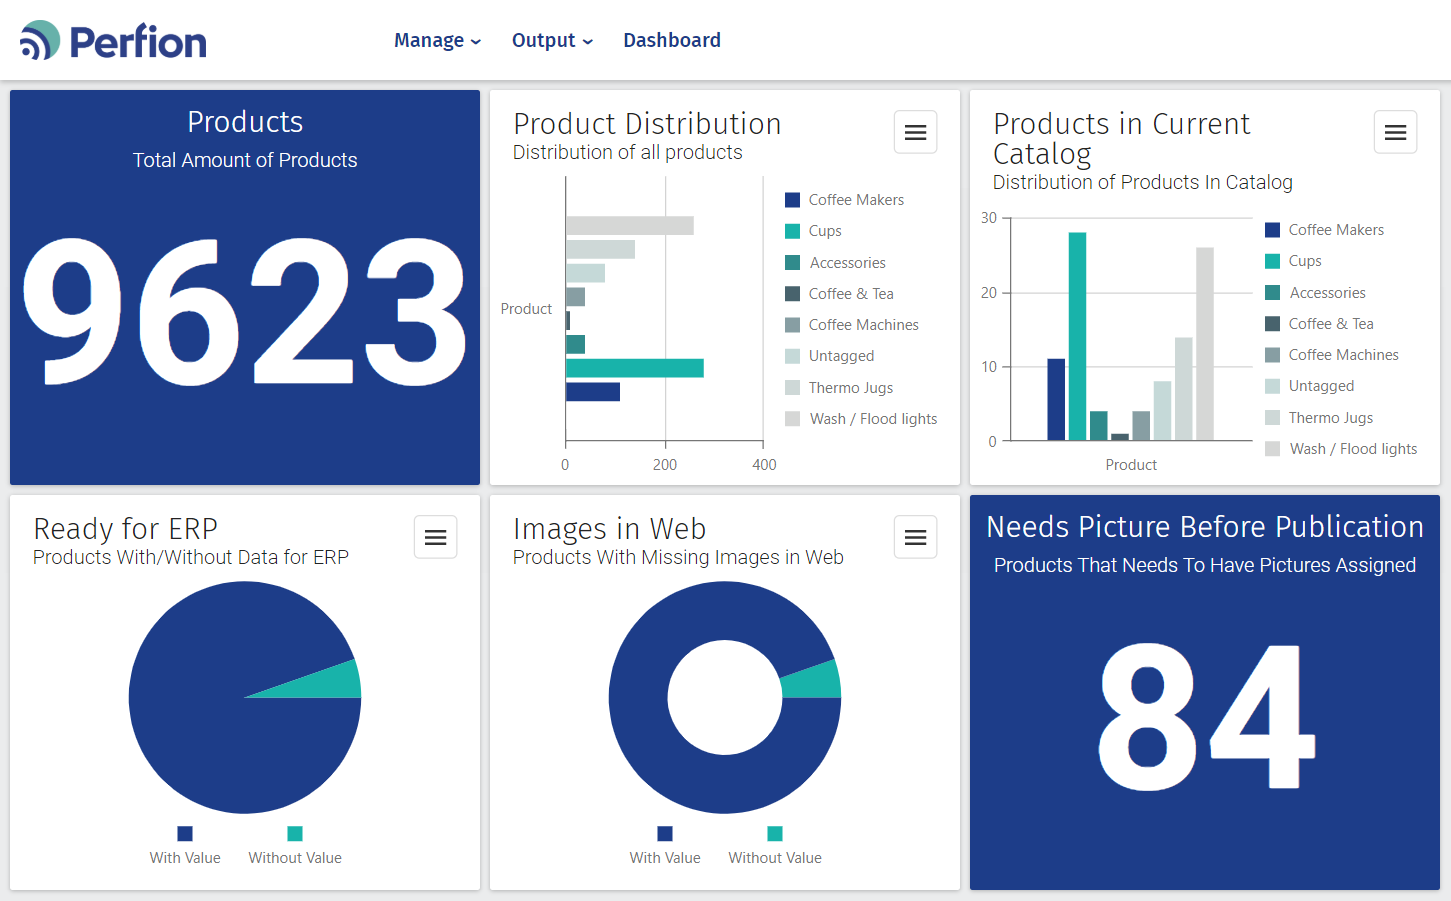 Perfion
Manage
Output
Dashboard
Products
Total Amount of Products
9623
Product Distribution
Distribution of all products
Product
0
200
400
Coffee Makers
Cups
Accessories
Coffee & Tea
Coffee Machines
Untagged
Thermo Jugs
Wash / Flood lights
Products in Current
Catalog
Distribution of Products In Catalog
30
20
10
0
Product
Coffee Makers
Cups
Accessories
Coffee & Tea
Coffee Machines
Untagged
Thermo Jugs
Wash / Flood lights
Ready for ERP
Products With/Without Data for ERP
With Value
Without Value
Images in Web
Products With Missing Images in Web
With Value
Without Value
Needs Picture Before Publication
Products That Needs To Have Pictures Assigned
84